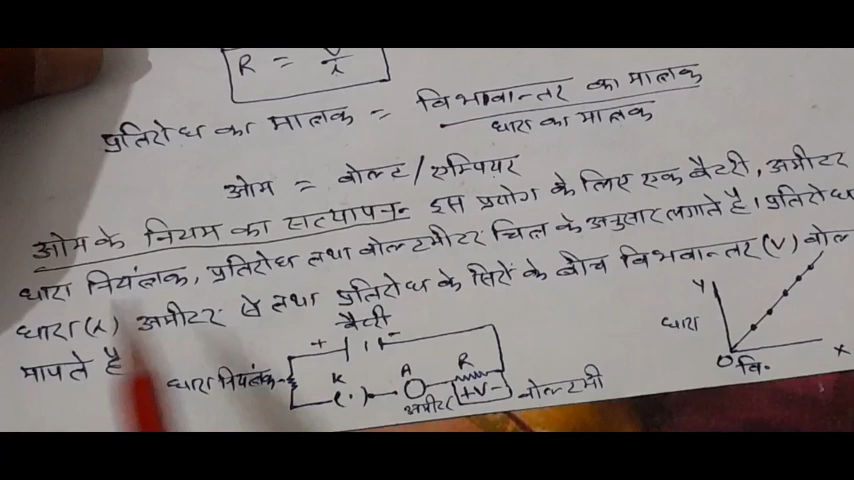 R = V/i
प्रतिरोध का मात्रक = विभवान्तर का मात्रक / धारा का मात्रक
ओम = वोल्ट/एम्पियर
ओम के नियम का सत्यापन:- इस प्रयोग के लिए एक बैटरी, अमीटर
धारा नियंत्रक, प्रतिरोध तथा वोल्टमीटर चित्र के अनुसार लगाते है। प्रतिरोध
धारा (i) अमीटर से तथा प्रतिरोध के सिरों के बीच विभवान्तर (V) वोल
मापते है
बैटरी
+ -
धारा नियंत्रक
K
A
अमीटर
R
+V-
वोल्टमी
Y
धारा
O
वि.
X